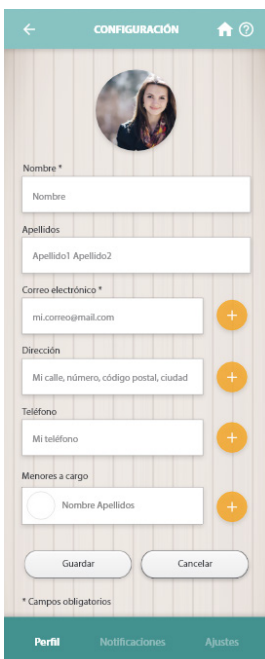 CONFIGURACIÓN
Nombre *
Nombre
Apellidos
Apellido1 Apellido2
Correo electrónico *
mi.correo@mail.com
Dirección
Mi calle, número, código postal, ciudad
Teléfono
Mi teléfono
Menores a cargo
Nombre Apellidos
Guardar Cancelar
* Campos obligatorios
Perfil Notificaciones Ajustes